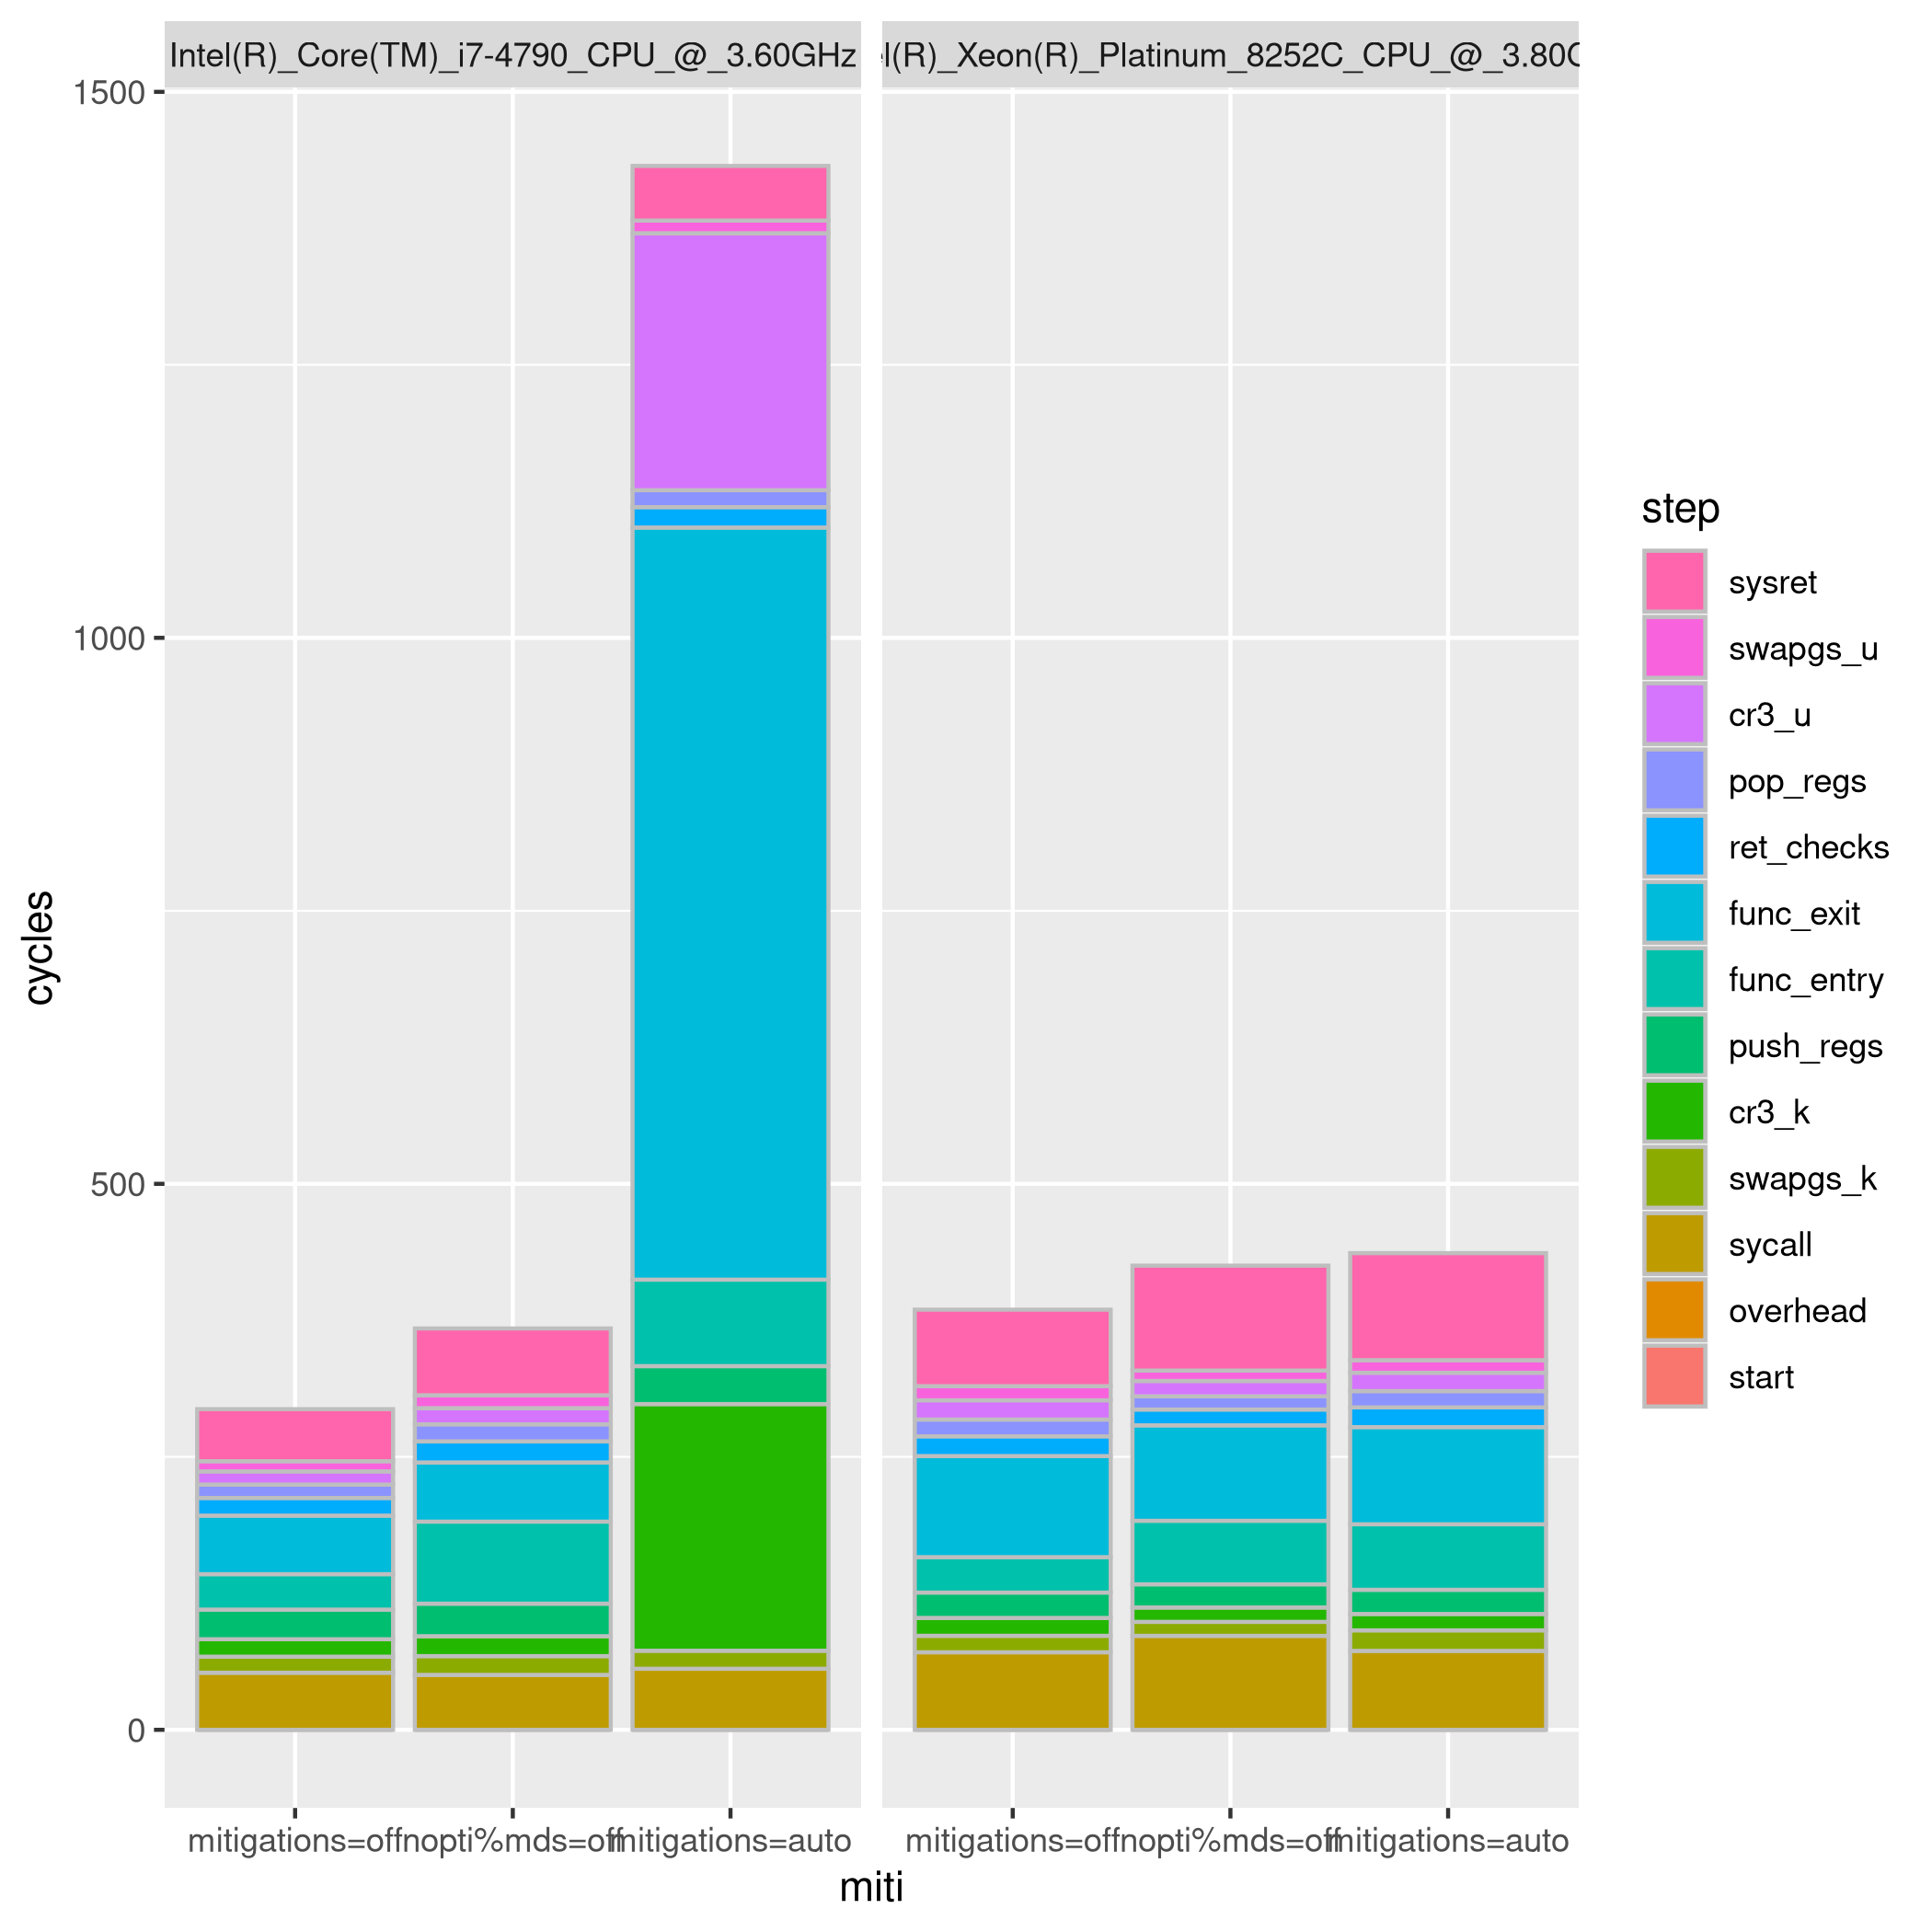 Intel(R)_Core(TM)_i7-4790_CPU_@_3.60GHz
l(R)_Xeon(R)_Platinum_8252C_CPU_@_3.80
1500
1000
500
0
cycles
mitigations=off nopti%mds=off mitigations=auto
mitigations=off nopti%mds=off mitigations=auto
miti
step
sysret
swapgs_u
cr3_u
pop_regs
ret_checks
func_exit
func_entry
push_regs
cr3_k
swapgs_k
sycall
overhead
start